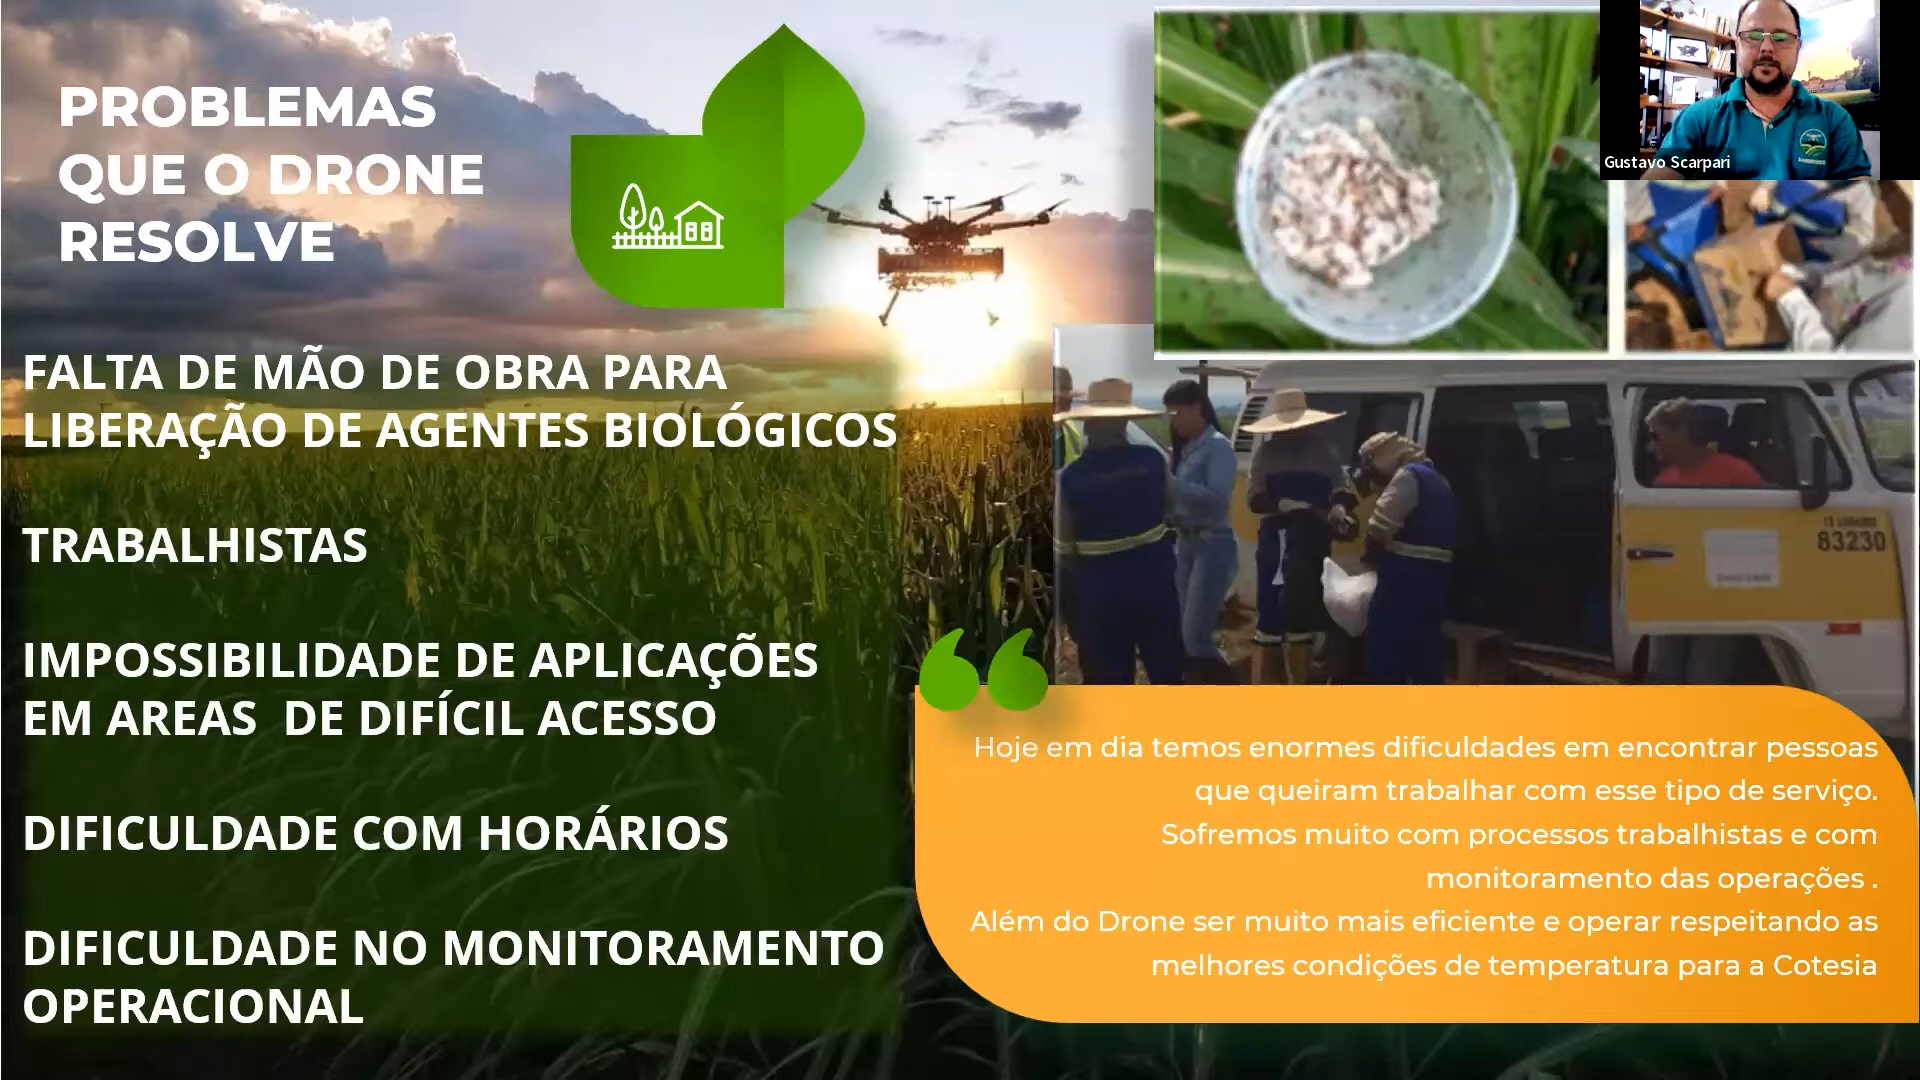 PROBLEMAS
QUE O DRONE
RESOLVE
FALTA DE MÃO DE OBRA PARA
LIBERAÇÃO DE AGENTES BIOLÓGICOS
TRABALHISTAS
IMPOSSIBILIDADE DE APLICAÇÕES
EM AREAS DE DIFÍCIL ACESSO
DIFICULDADE COM HORÁRIOS
DIFICULDADE NO MONITORAMENTO
OPERACIONAL
Gustavo Scarpari
83230
Hoje em dia temos enormes dificuldades em encontrar pessoas
que queiram trabalhar com esse tipo de serviço.
Sofremos muito com processos trabalhistas e com
monitoramento das operações .
Além do Drone ser muito mais eficiente e operar respeitando as
melhores condições de temperatura para a Cotesia